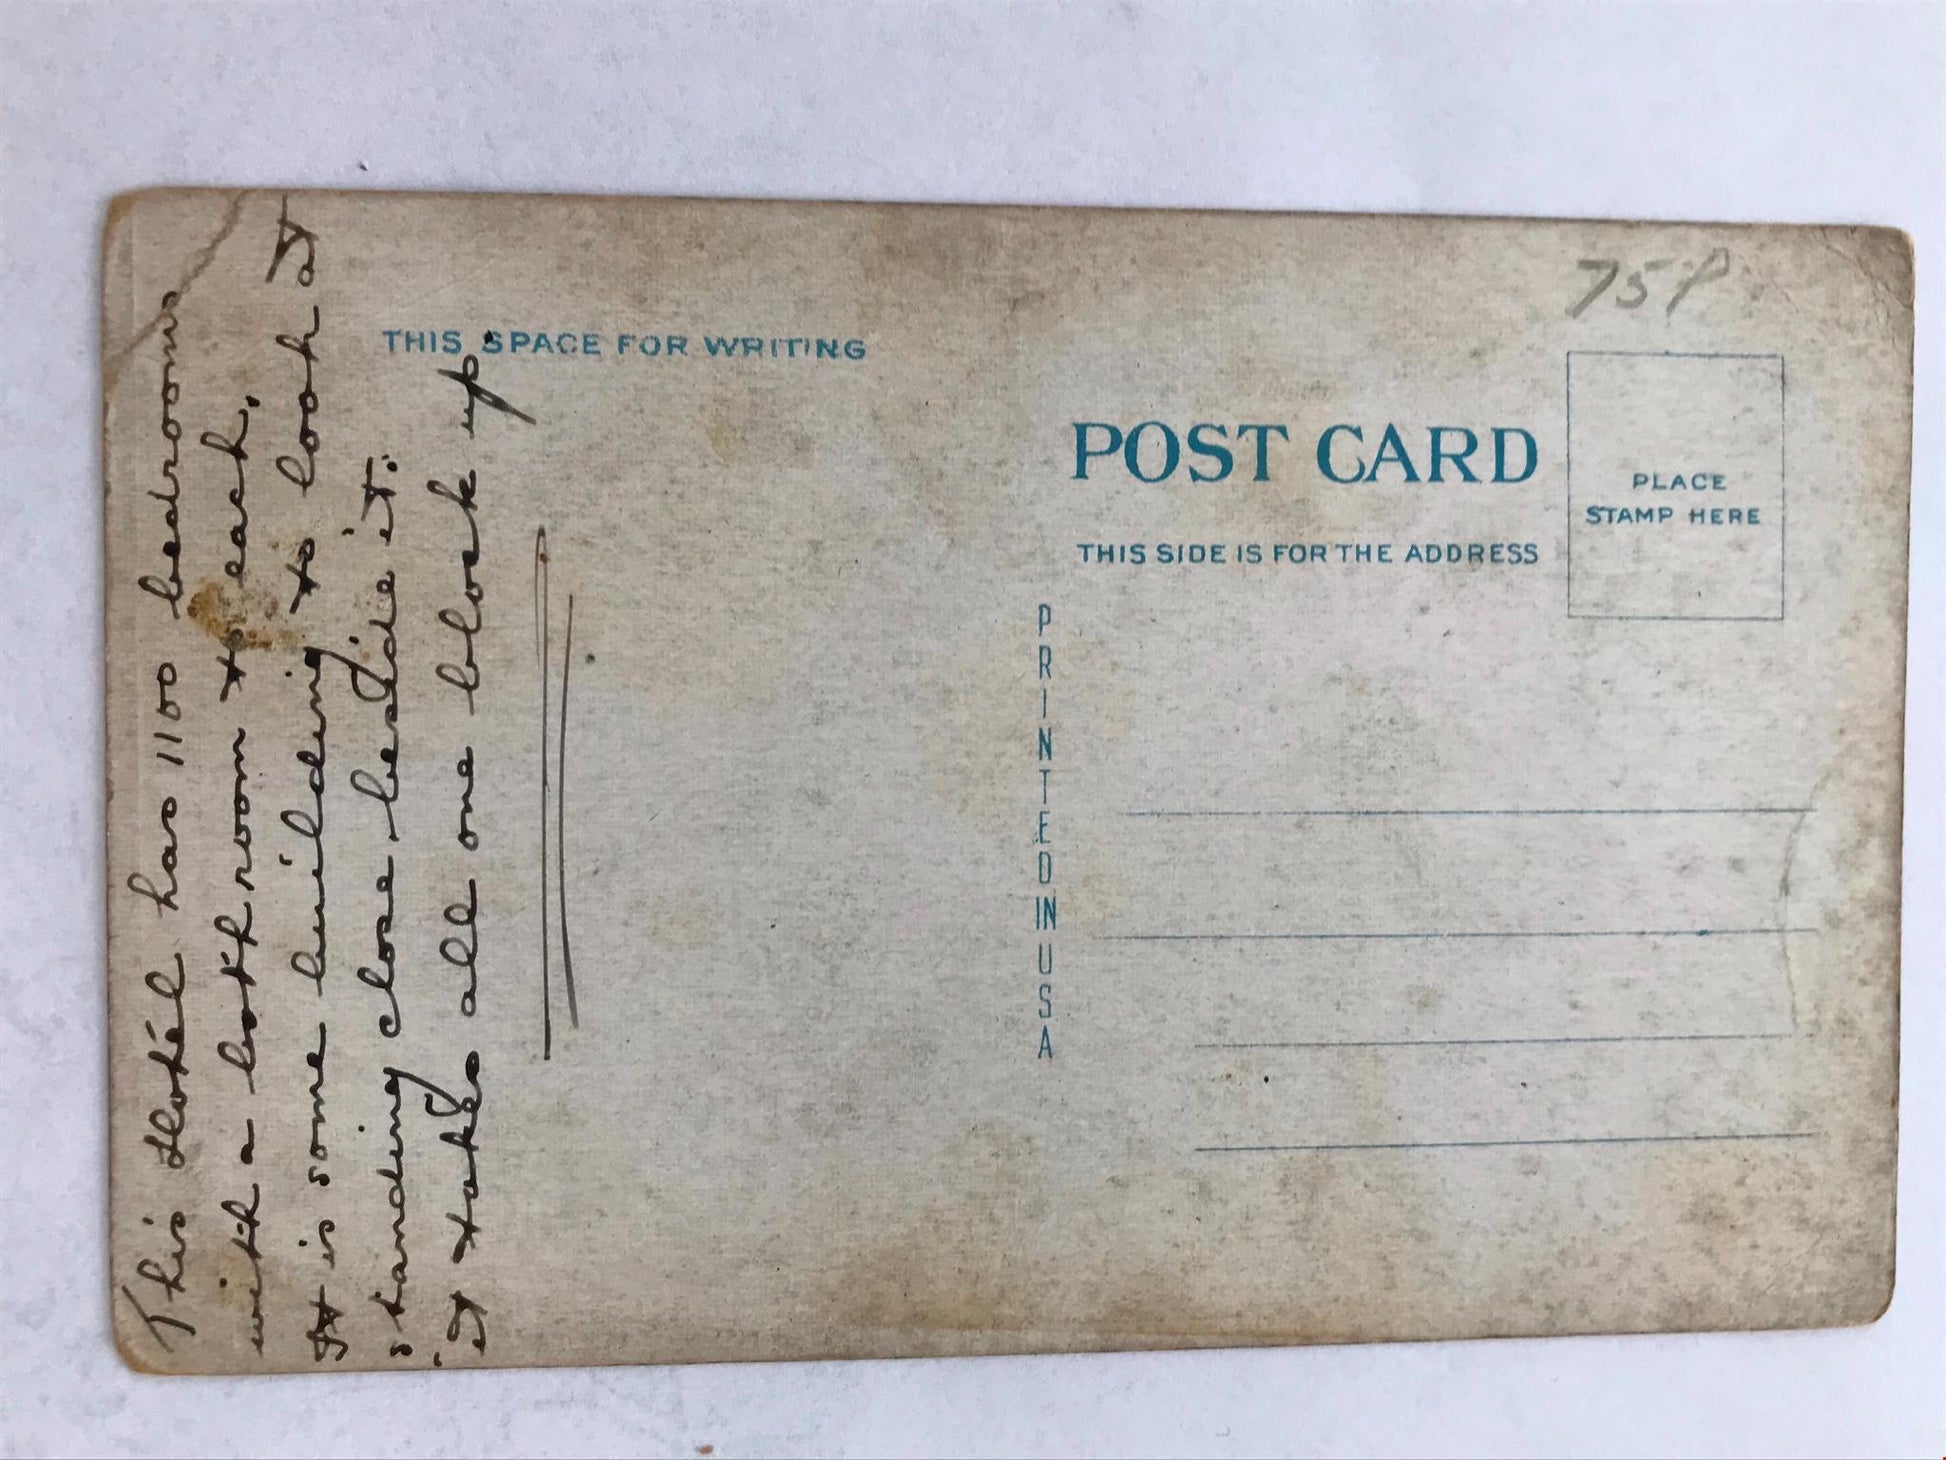 This Hotel has 1100 bedrooms
with a bathroom to each,
It is some building to look at
standing close beside it.
it takes all one block up
THIS SPACE FOR WRITING
75P
POST CARD
THIS SIDE IS FOR THE ADDRESS
PLACE
STAMP HERE
PRINTED IN USA